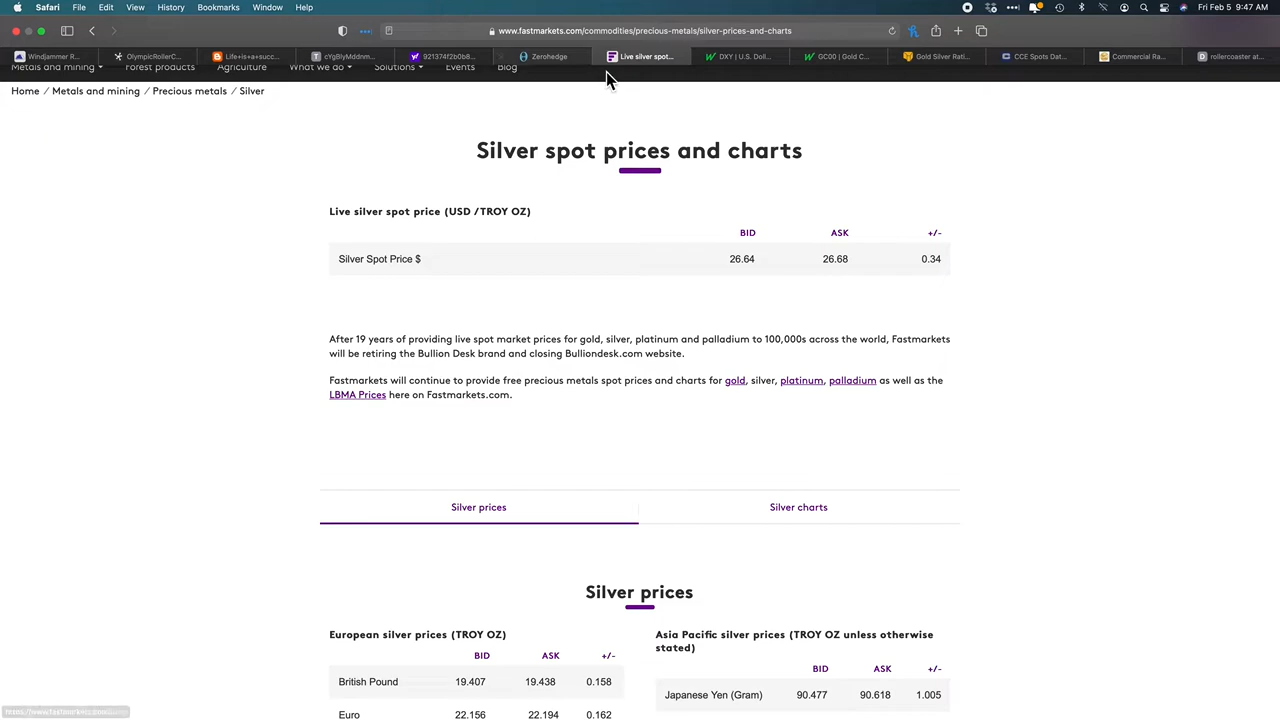 Safari File Edit View History Bookmarks Window Help Fri Feb 5 9:47 AM
www.fastmarkets.com/commodities/precious-metals/silver-prices-and-charts
Windjammer R... OlympicRollerC... Life+is+a+succ... cYgBlyMddnm... 921374f2b0b8... Zerohedge Live silver spot... DXY | U.S. Doll... GC00 | Gold C... Gold Silver Rati... CCE Spots Dat... Commercial Ra... rollercoaster at...
Metals and mining Forest products Agriculture What we do Solutions Events Blog
Home / Metals and mining / Precious metals / Silver
Silver spot prices and charts
Live silver spot price (USD /TROY OZ)
BID ASK +/-
Silver Spot Price $ 26.64 26.68 0.34
After 19 years of providing live spot market prices for gold, silver, platinum and palladium to 100,000s across the world, Fastmarkets
will be retiring the Bullion Desk brand and closing Bulliondesk.com website.
Fastmarkets will continue to provide free precious metals spot prices and charts for gold, silver, platinum, palladium as well as the
LBMA Prices here on Fastmarkets.com.
Silver prices Silver charts
Silver prices
European silver prices (TROY OZ)
BID ASK +/-
British Pound 19.407 19.438 0.158
Euro 22.156 22.194 0.162
Asia Pacific silver prices (TROY OZ unless otherwise
stated)
BID ASK +/-
Japanese Yen (Gram) 90.477 90.618 1.005